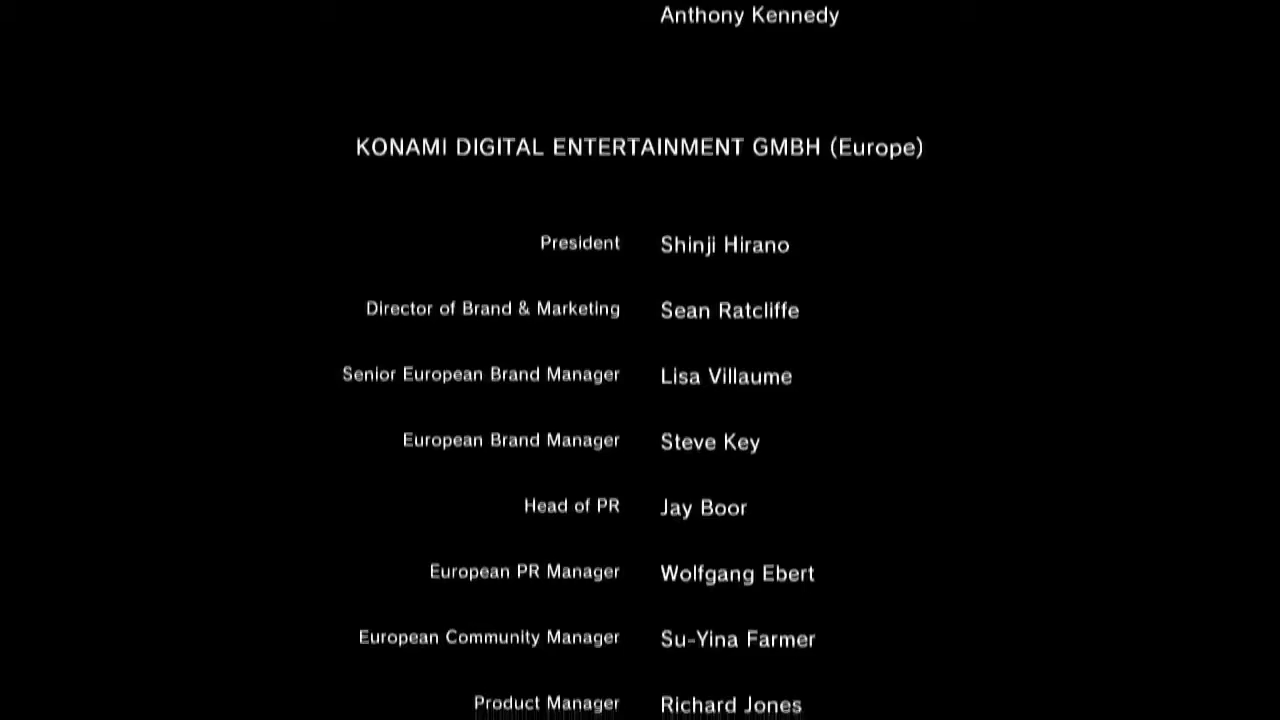 Anthony Kennedy
KONAMI DIGITAL ENTERTAINMENT GMBH (Europe)
President Shinji Hirano
Director of Brand & Marketing Sean Ratcliffe
Senior European Brand Manager Lisa Villaume
European Brand Manager Steve Key
Head of PR Jay Boor
European PR Manager Wolfgang Ebert
European Community Manager Su-Yina Farmer
Product Manager Richard Jones